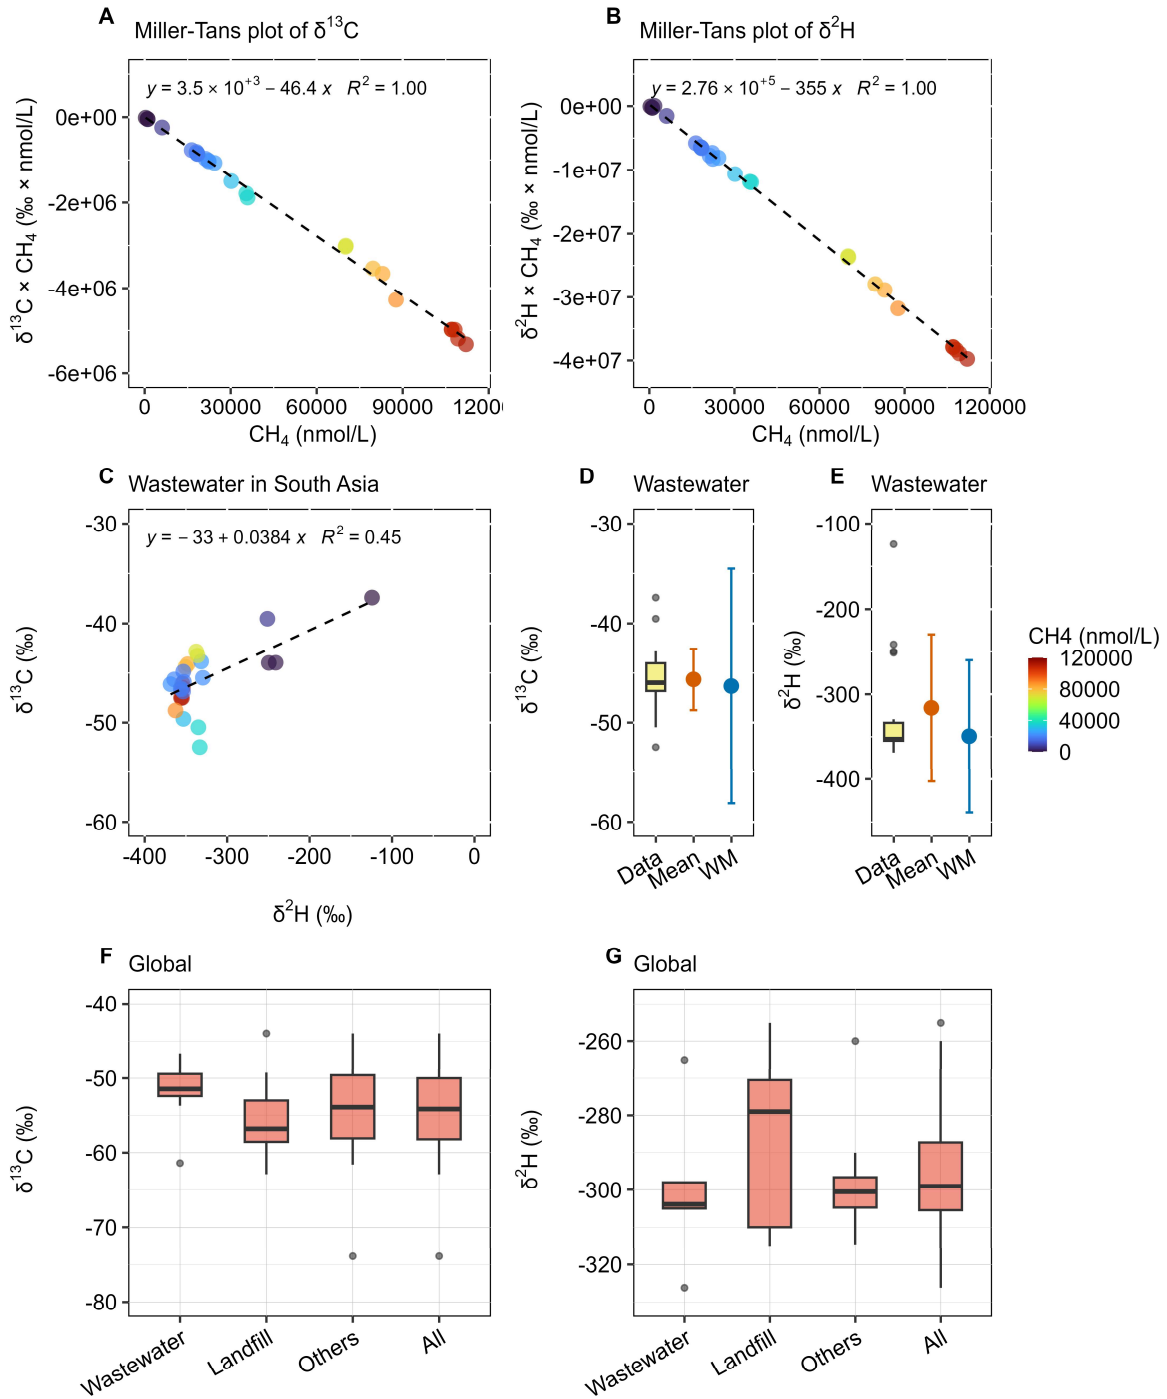 A Miller-Tans plot of δ¹³C
y = 3.5 × 10⁺³ − 46.4 x R² = 1.00
δ¹³C × CH₄ (‰ × nmol/L)
0e+00
-2e+06
-4e+06
-6e+06
0 30000 60000 90000 12000
CH₄ (nmol/L)
B Miller-Tans plot of δ²H
y = 2.76 × 10⁺⁵ − 355 x R² = 1.00
δ²H × CH₄ (‰ × nmol/L)
0e+00
-1e+07
-2e+07
-3e+07
-4e+07
0 30000 60000 90000 120000
CH₄ (nmol/L)
C Wastewater in South Asia
y = − 33 + 0.0384 x R² = 0.45
δ¹³C (‰)
-30
-40
-50
-60
-400 -300 -200 -100 0
δ²H (‰)
D Wastewater
δ¹³C (‰)
-30
-40
-50
-60
Data Mean WM
E Wastewater
δ²H (‰)
-100
-200
-300
-400
Data Mean WM
CH4 (nmol/L)
120000
80000
40000
0
F Global
δ¹³C (‰)
-40
-50
-60
-70
-80
Wastewater Landfill Others All
G Global
δ²H (‰)
-260
-280
-300
-320
Wastewater Landfill Others All